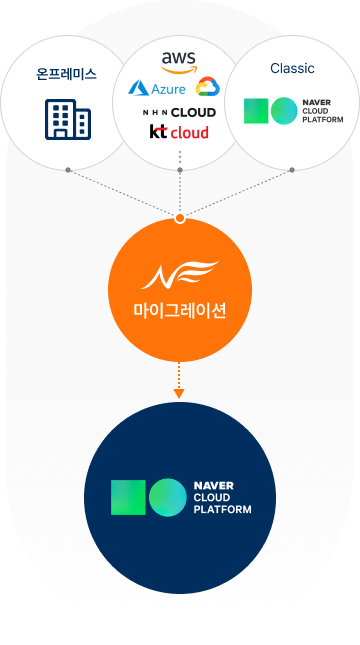 온프레미스
aws
Azure
NHN CLOUD
kt cloud
Classic
NAVER
CLOUD
PLATFORM
마이그레이션
NAVER
CLOUD
PLATFORM